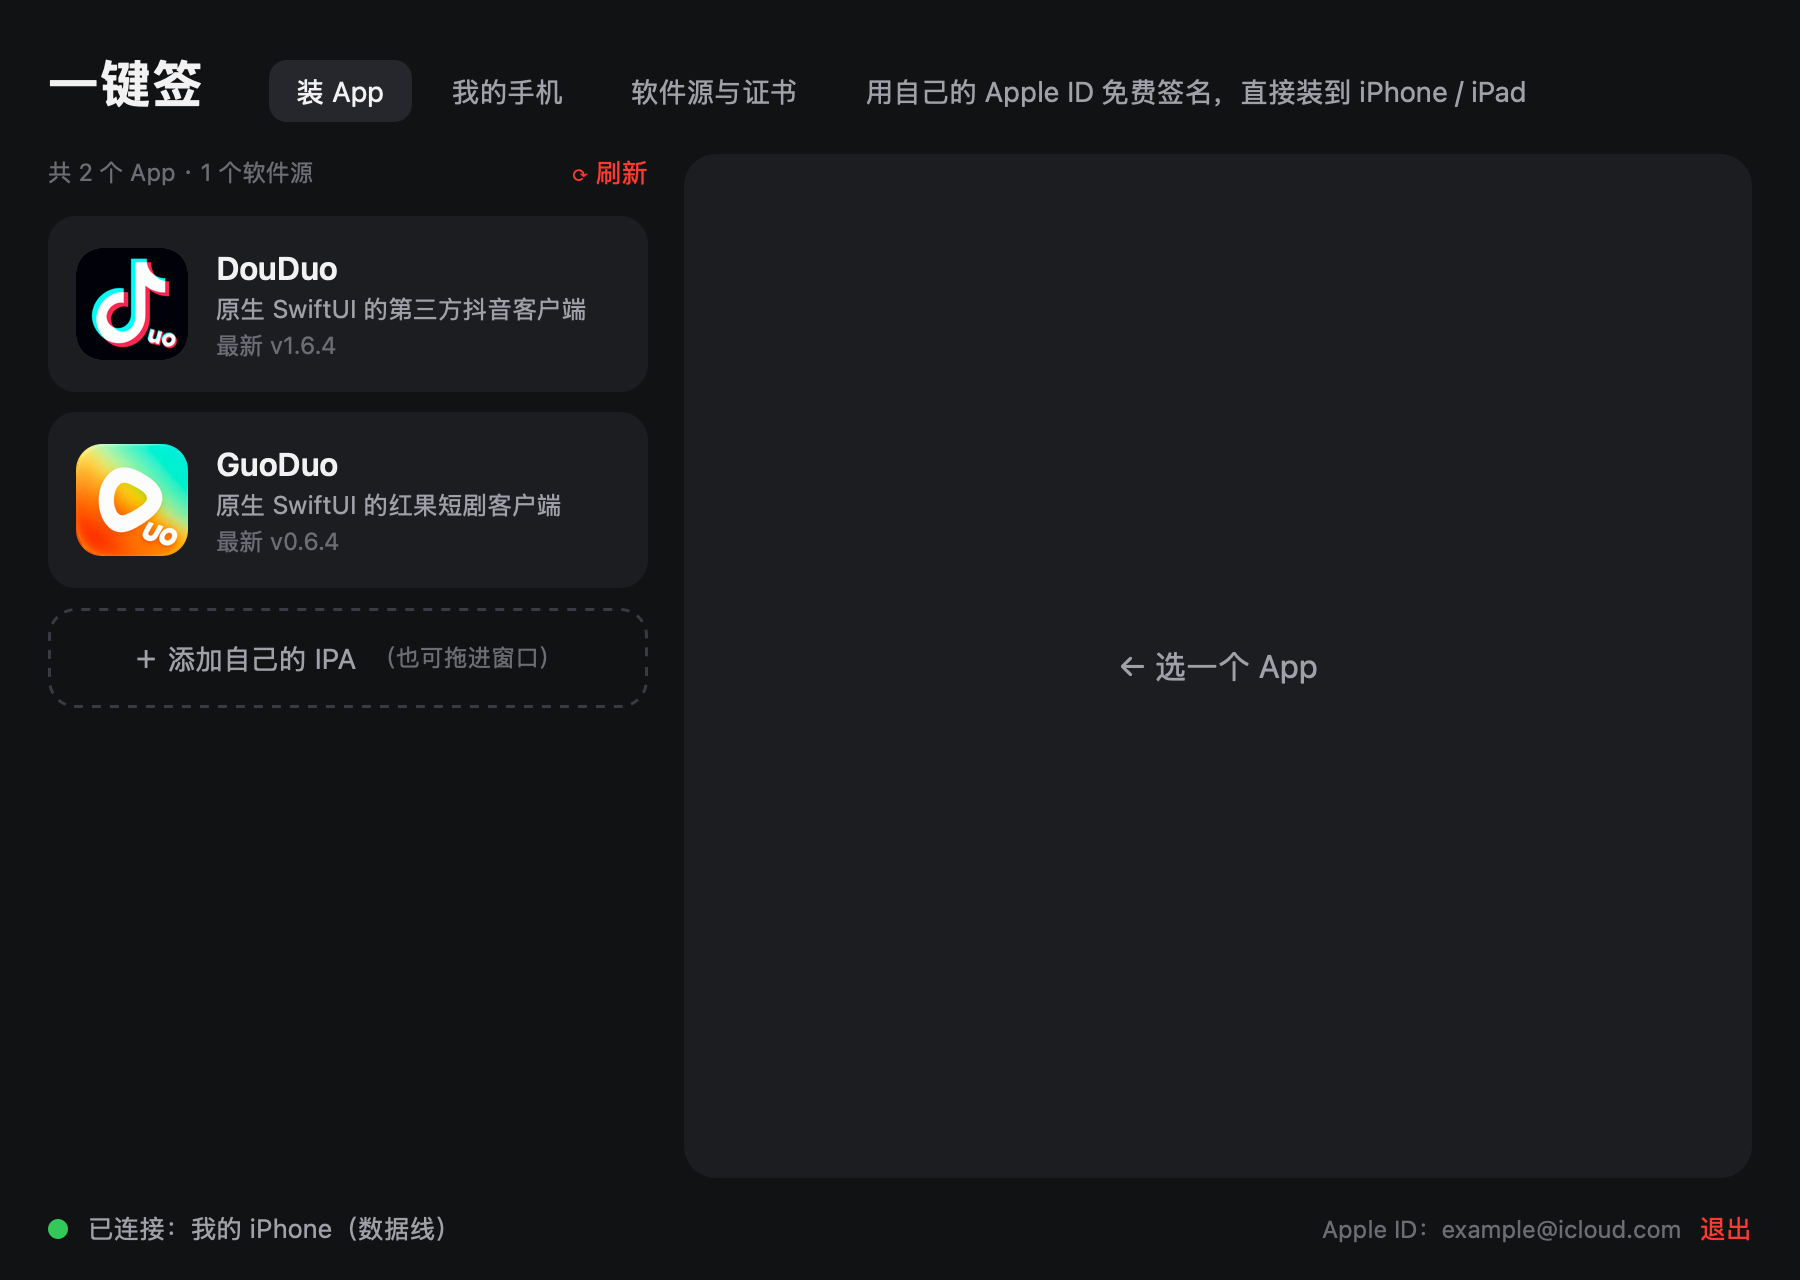 一键签
装 App
我的手机
软件源与证书
用自己的 Apple ID 免费签名，直接装到 iPhone / iPad
共 2 个 App · 1 个软件源
⟳ 刷新
uo
DouDuo
原生 SwiftUI 的第三方抖音客户端
最新 v1.6.4
uo
GuoDuo
原生 SwiftUI 的红果短剧客户端
最新 v0.6.4
+ 添加自己的 IPA （也可拖进窗口）
← 选一个 App
已连接：我的 iPhone（数据线）
Apple ID：example@icloud.com
退出